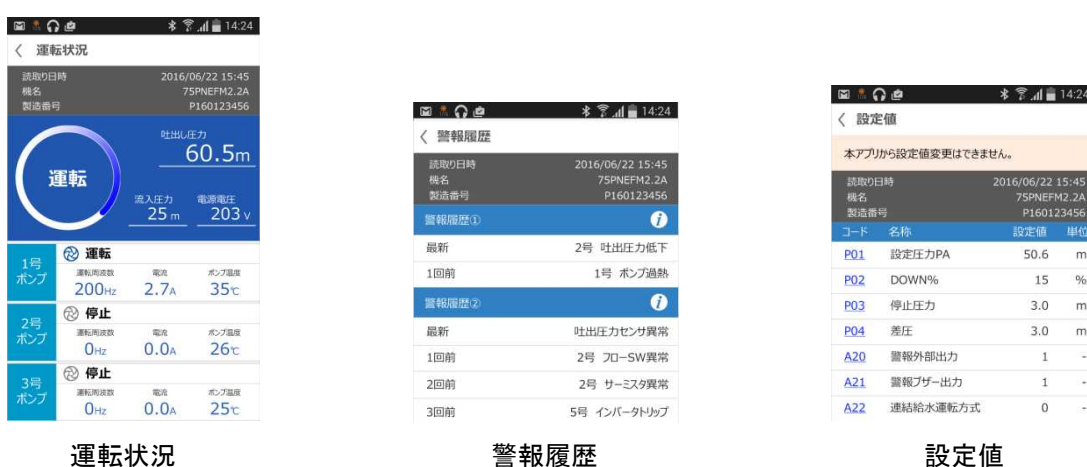 14:24
運転状況
読取り日時 2016/06/22 15:45
機名 75PNEFM2.2A
製造番号 P160123456
運転
吐出し圧力
60.5m
流入圧力 電源電圧
25 m 203 v
1号
ポンプ
運転
運転周波数 電流 ポンプ温度
200Hz 2.7A 35℃
2号
ポンプ
停止
運転周波数 電流 ポンプ温度
0Hz 0.0A 26℃
3号
ポンプ
停止
運転周波数 電流 ポンプ温度
0Hz 0.0A 25℃
運転状況
14:24
警報履歴
読取り日時 2016/06/22 15:45
機名 75PNEFM2.2A
製造番号 P160123456
警報履歴①
最新 2号 吐出圧力低下
1回前 1号 ポンプ過熱
警報履歴②
最新 吐出圧力センサ異常
1回前 2号 フローSW異常
2回前 2号 サーミスタ異常
3回前 5号 インバータトリップ
警報履歴
14:24
設定値
本アプリから設定値変更はできません。
読取り日時 2016/06/22 15:45
機名 75PNEFM2.2A
製造番号 P160123456
コード 名称 設定値 単位
P01 設定圧力PA 50.6 m
P02 DOWN% 15 %
P03 停止圧力 3.0 m
P04 差圧 3.0 m
A20 警報外部出力 1 -
A21 警報ブザー出力 1 -
A22 連結給水運転方式 0 -
設定値